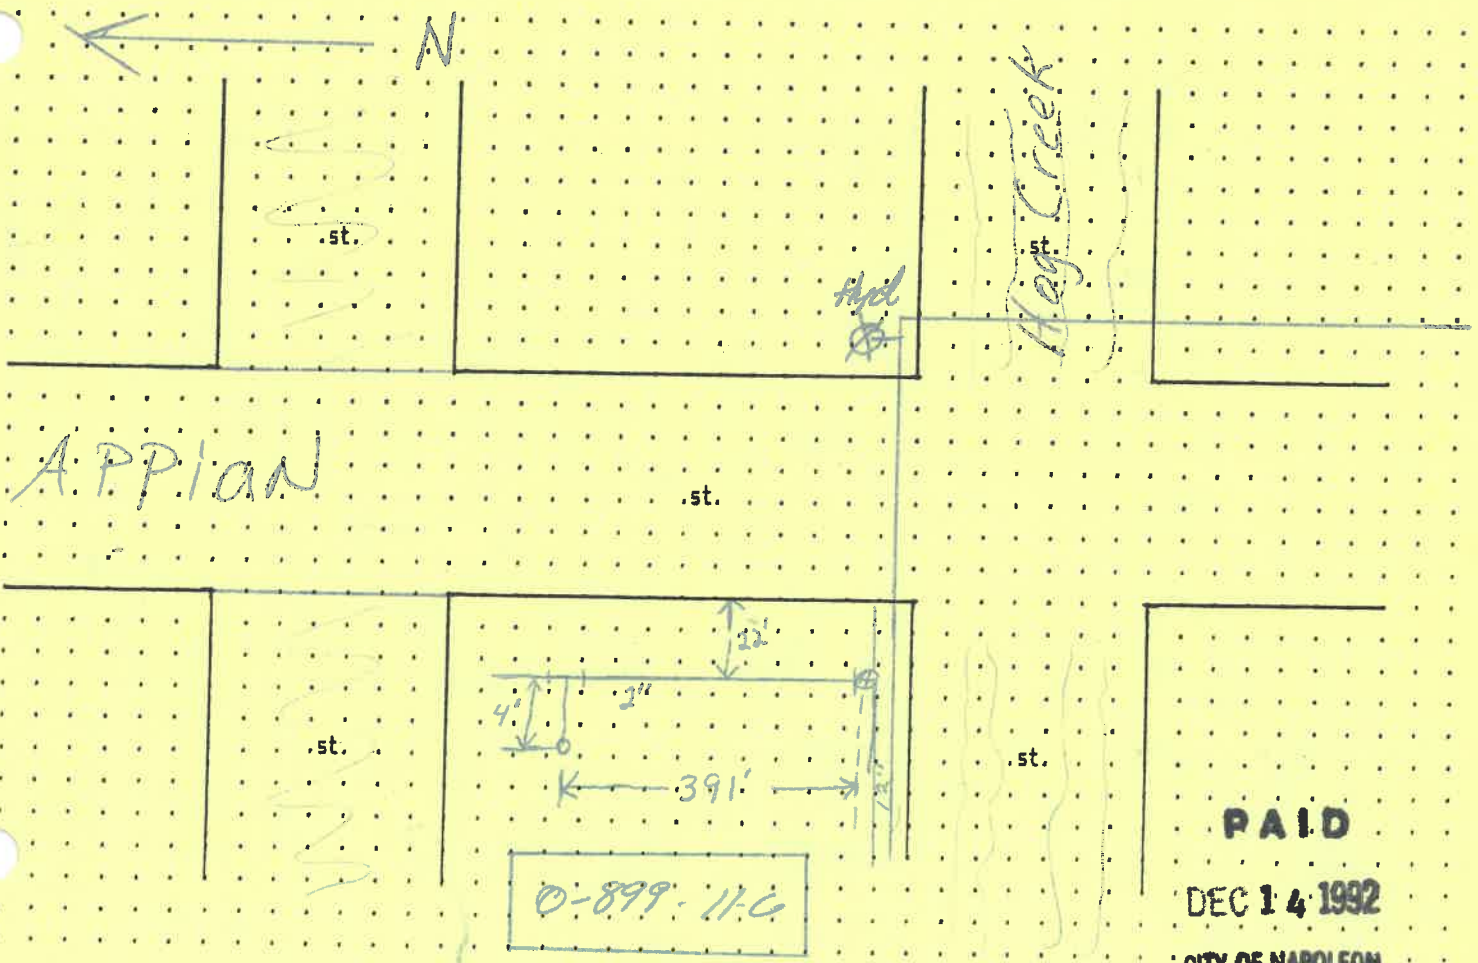 N
Hog Creek
st.
st.
Hyd
APPiaN
st.
22'
2"
4'
st.
st.
391'
12"
O-899-11-G
PAID
DEC 14 1992
CITY OF NAPOLEON